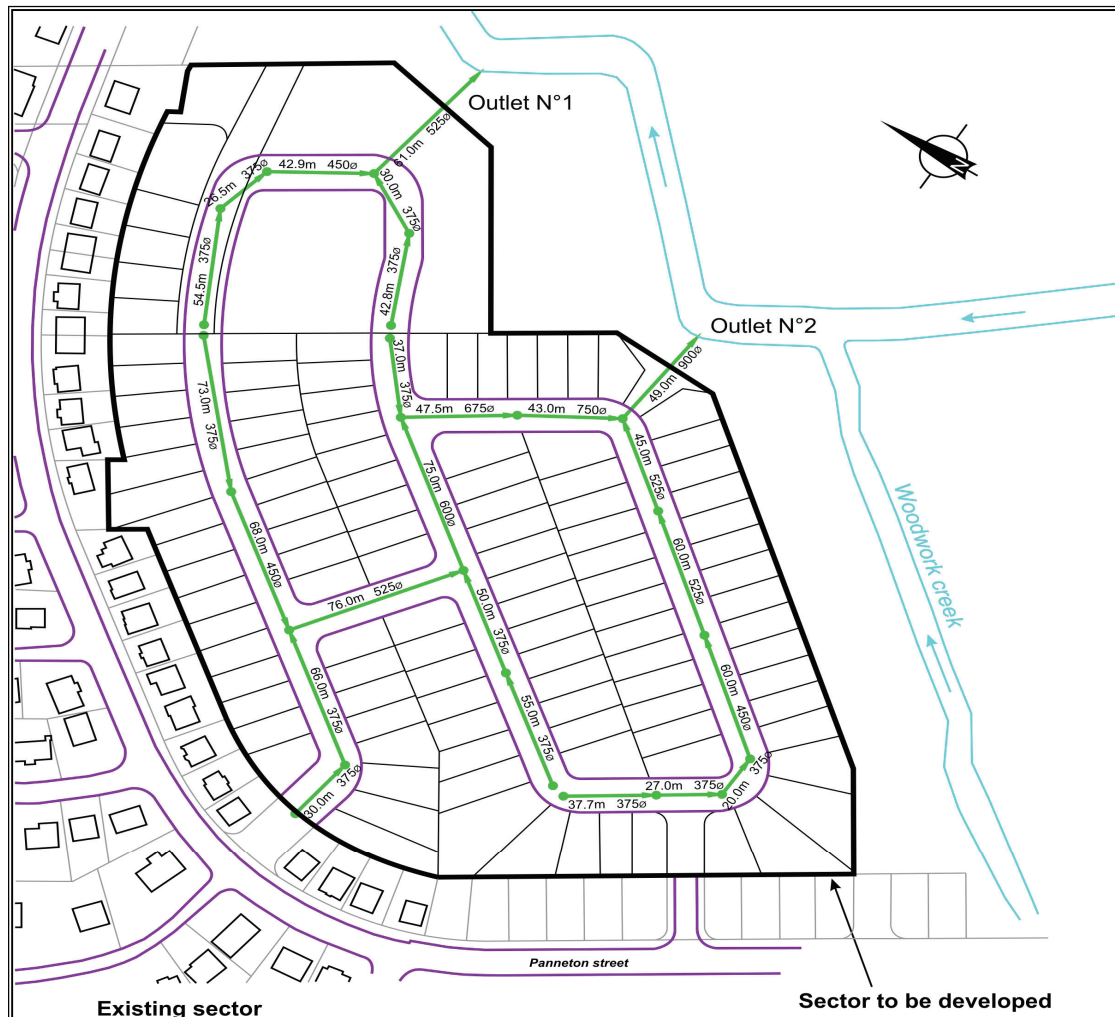 Outlet N°1
61.0m 525ø
42.9m 450ø
26.5m 375ø
30.0m 375ø
54.5m 375ø
42.8m 375ø
N
Outlet N°2
49.0m 900ø
37.0m 375ø
73.0m 375ø
47.5m 675ø
43.0m 750ø
45.0m 525ø
75.0m 600ø
68.0m 450ø
60.0m 525ø
76.0m 525ø
50.0m 375ø
66.0m 375ø
55.0m 375ø
60.0m 450ø
30.0m 375ø
37.7m 375ø
27.0m 375ø
20.0m 375ø
Woodwork creek
Panneton street
Existing sector
Sector to be developed